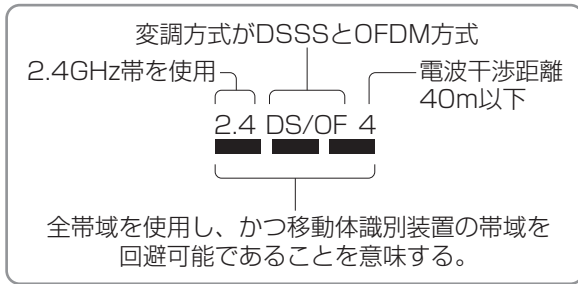 変調方式がDSSSとOFDM方式
2.4GHz帯を使用
電波干渉距離
40m以下
2.4 DS/OF 4
全帯域を使用し、かつ移動体識別装置の帯域を
回避可能であることを意味する。